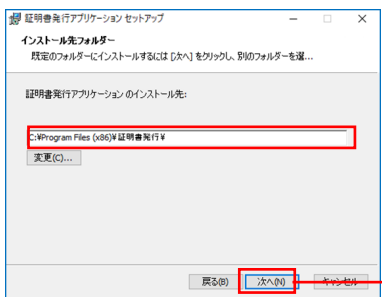 証明書発行アプリケーション セットアップ
インストール先フォルダー
既定のフォルダーにインストールするには [次へ] をクリックし、別のフォルダーを選...
証明書発行アプリケーション のインストール先:
C:¥Program Files (x86)¥証明書発行¥
変更(C)...
戻る(B) 次へ(N) キャンセル